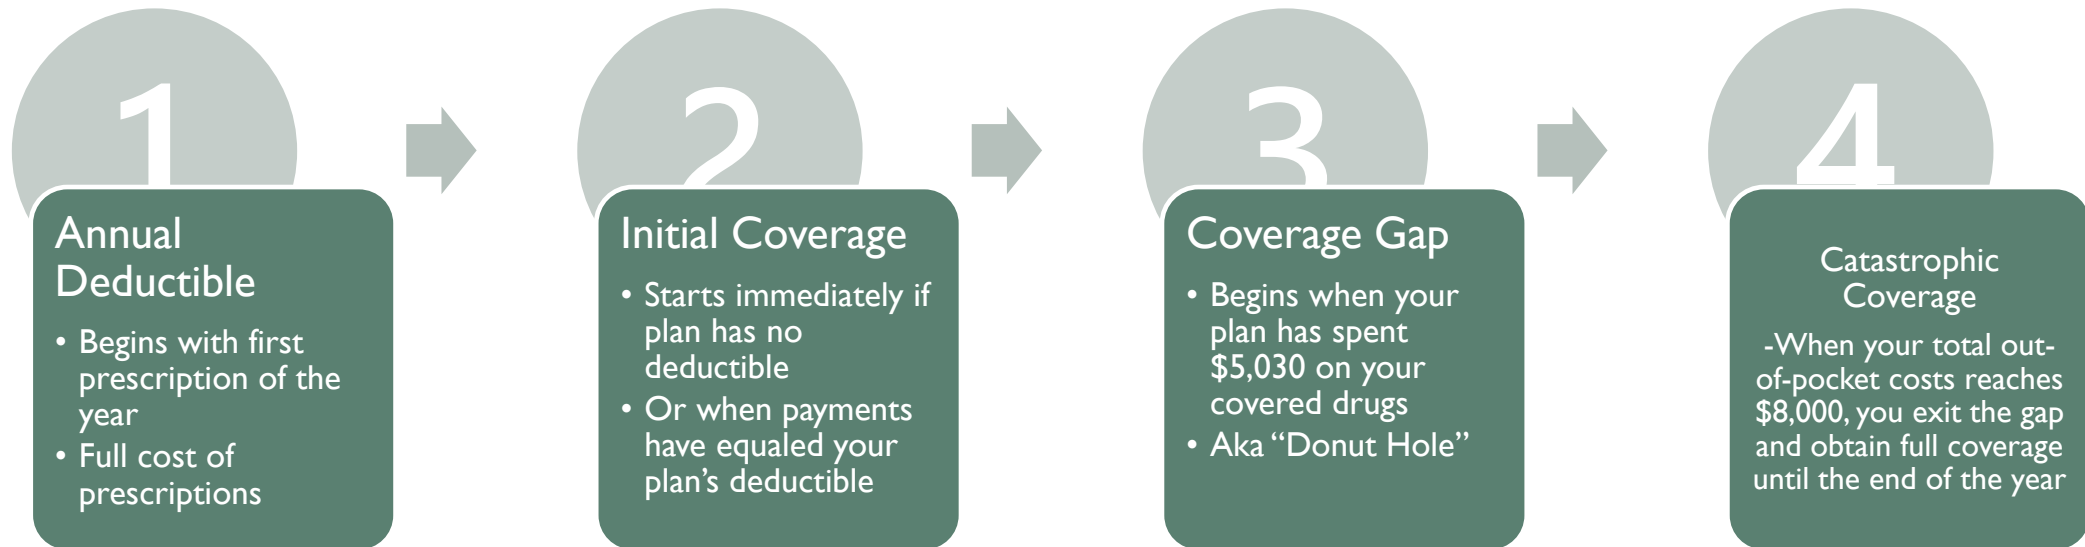 1
Annual
Deductible
• Begins with first
prescription of the
year
• Full cost of
prescriptions
2
Initial Coverage
• Starts immediately if
plan has no
deductible
• Or when payments
have equaled your
plan’s deductible
3
Coverage Gap
• Begins when your
plan has spent
$5,030 on your
covered drugs
• Aka “Donut Hole”
4
Catastrophic
Coverage
-When your total out-
of-pocket costs reaches
$8,000, you exit the gap
and obtain full coverage
until the end of the year